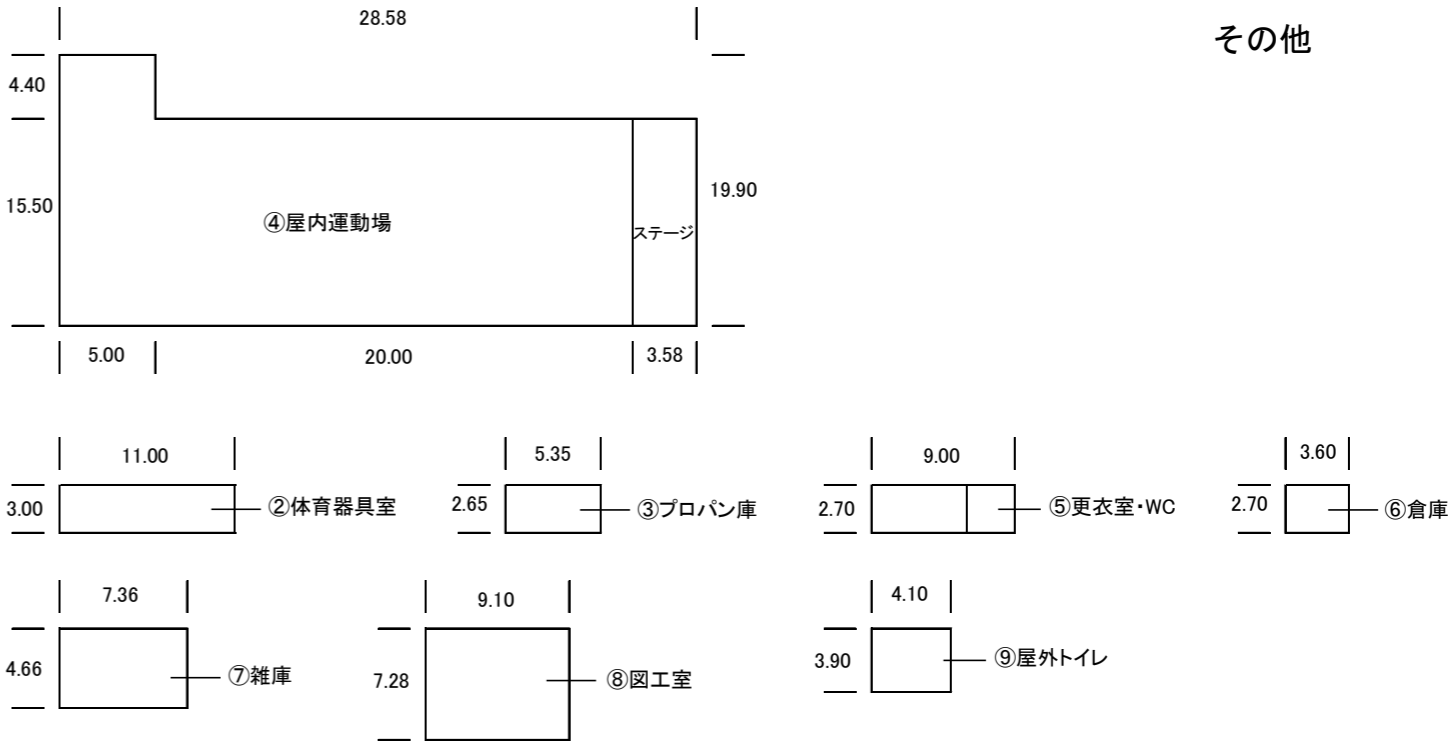 28.58
その他
4.40
15.50
19.90
④屋内運動場
ステージ
5.00
20.00
3.58
11.00
5.35
9.00
3.60
3.00
②体育器具室
2.65
③プロパン庫
2.70
⑤更衣室・WC
2.70
⑥倉庫
7.36
9.10
4.10
4.66
⑦雑庫
7.28
⑧図工室
3.90
⑨屋外トイレ